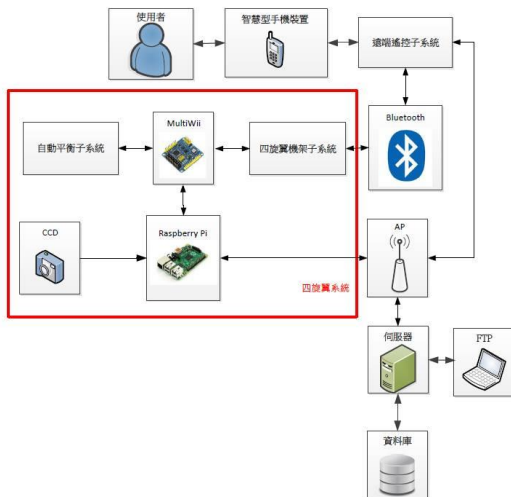 使用者
智慧型手機裝置
遠端遙控子系統
MultiWii
Bluetooth
自動平衡子系統
四旋翼機架子系統
CCD
Raspberry Pi
AP
四旋翼系統
伺服器
FTP
資料庫